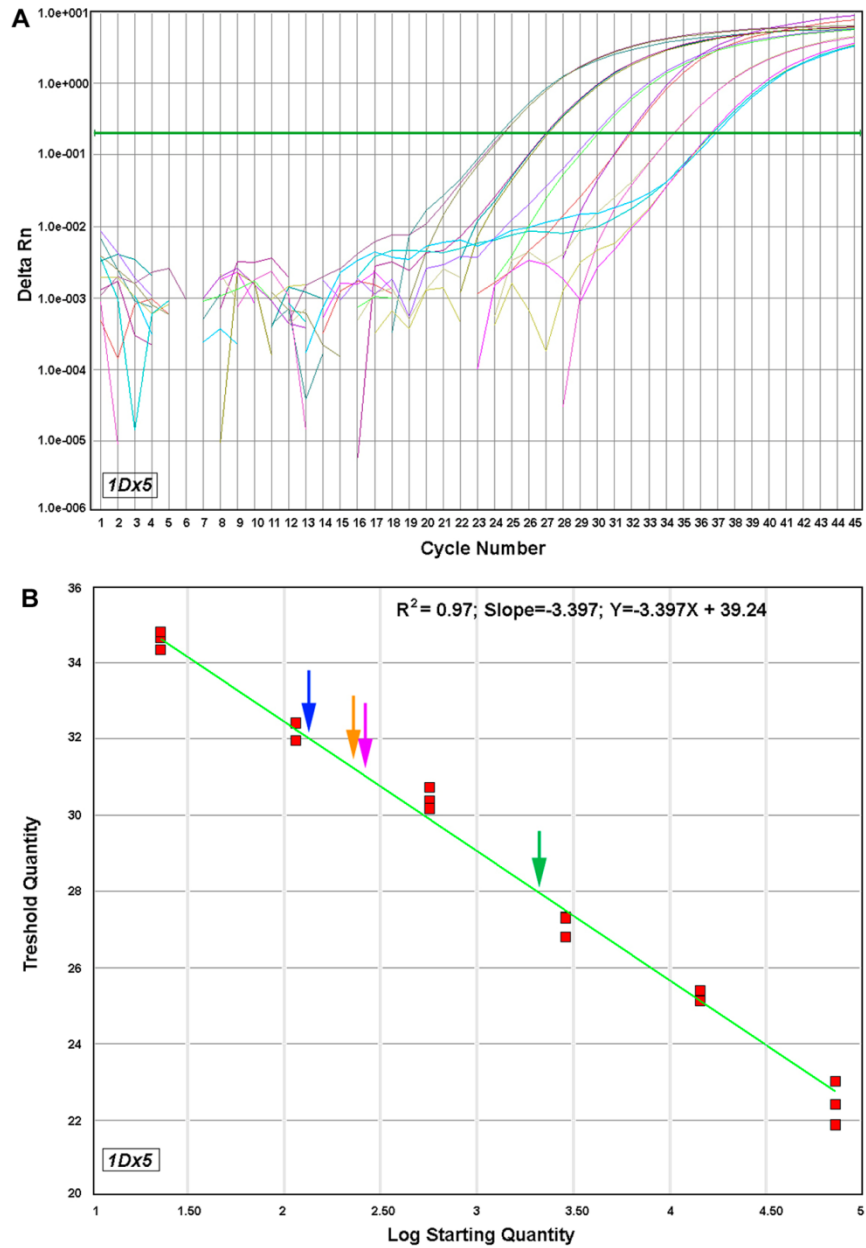 A
1.0e+001
1.0e+000
1.0e-001
1.0e-002
1.0e-003
1.0e-004
1.0e-005
1.0e-006
Delta Rn
1Dx5
1 2 3 4 5 6 7 8 9 10 11 12 13 14 15 16 17 18 19 20 21 22 23 24 25 26 27 28 29 30 31 32 33 34 35 36 37 38 39 40 41 42 43 44 45
Cycle Number
B
R² = 0.97; Slope=-3.397; Y=-3.397X + 39.24
36
34
32
30
28
26
24
22
20
Treshold Quantity
1Dx5
1 1.50 2 2.50 3 3.50 4 4.50 5
Log Starting Quantity